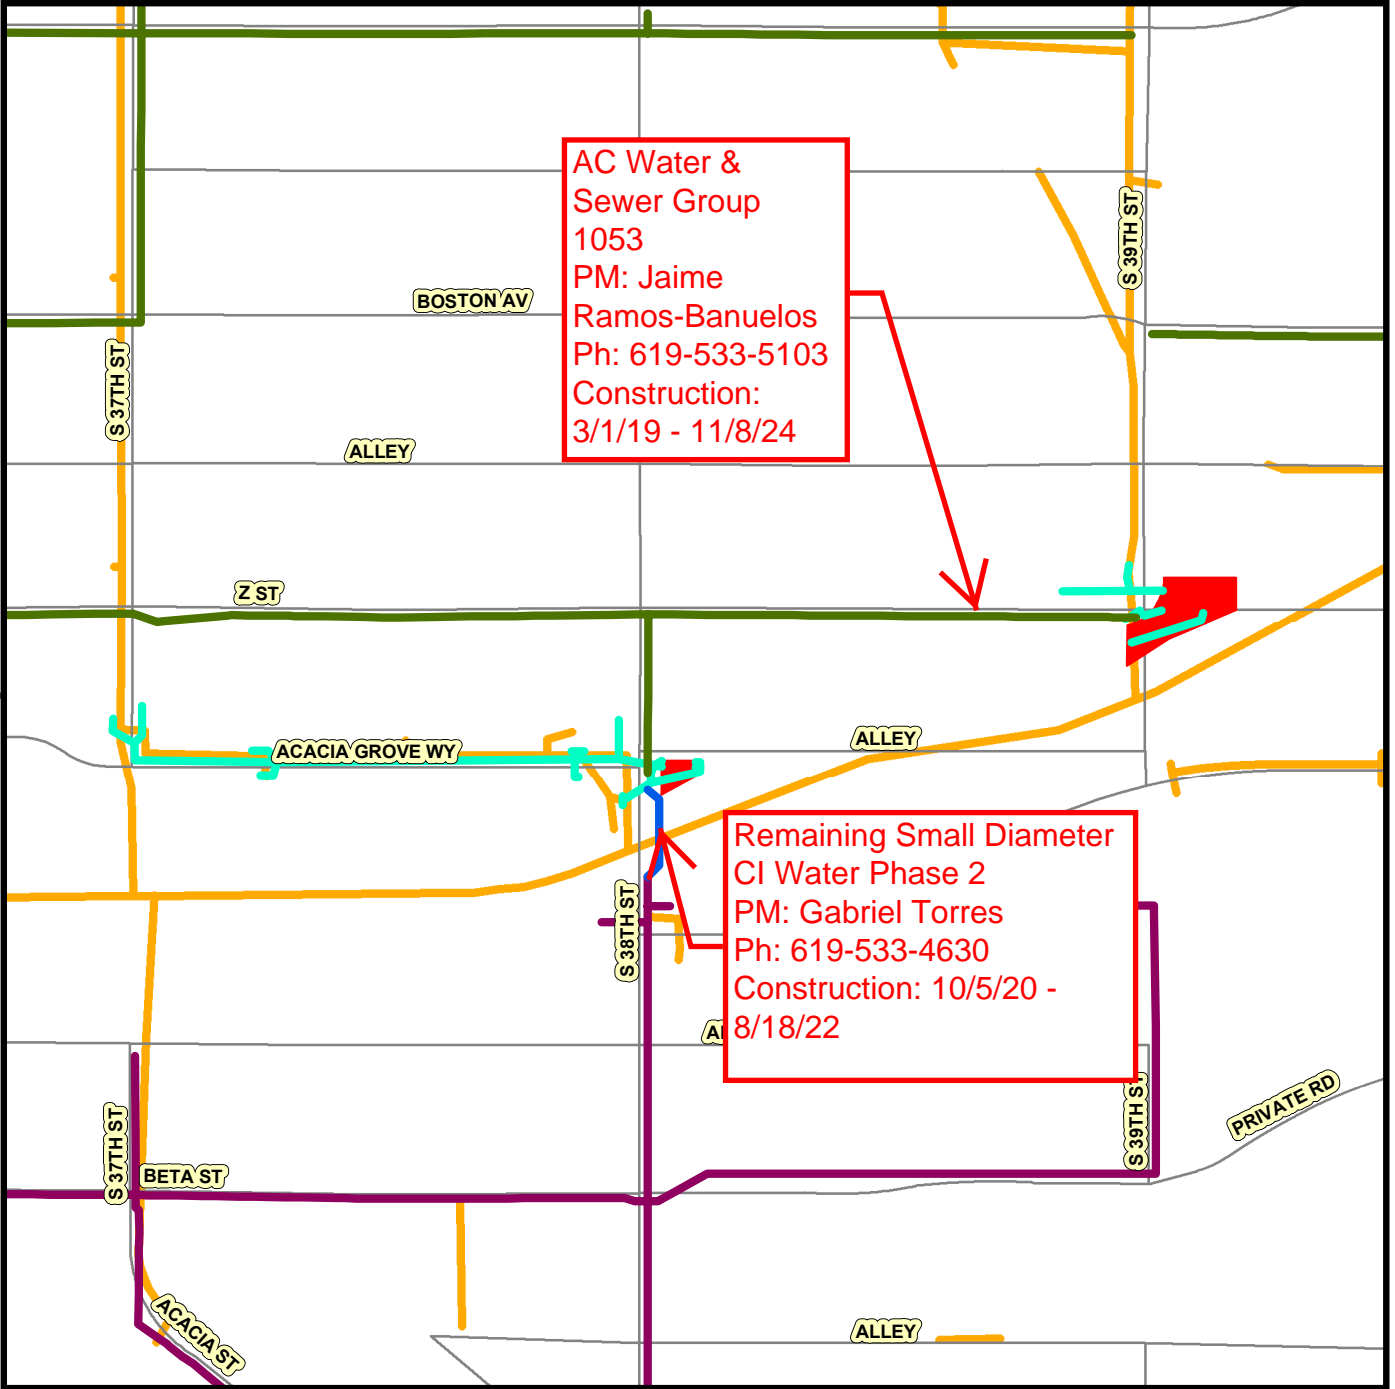 AC Water &
Sewer Group
1053
PM: Jaime
Ramos-Banuelos
Ph: 619-533-5103
Construction:
3/1/19 - 11/8/24
S 39TH ST
BOSTON AV
S 37TH ST
ALLEY
Z ST
ACACIA GROVE WY
ALLEY
Remaining Small Diameter
CI Water Phase 2
PM: Gabriel Torres
Ph: 619-533-4630
Construction: 10/5/20 -
8/18/22
S 38TH ST
S 37TH ST
BETA ST
S 39TH ST
PRIVATE RD
ACACIA ST
ALLEY